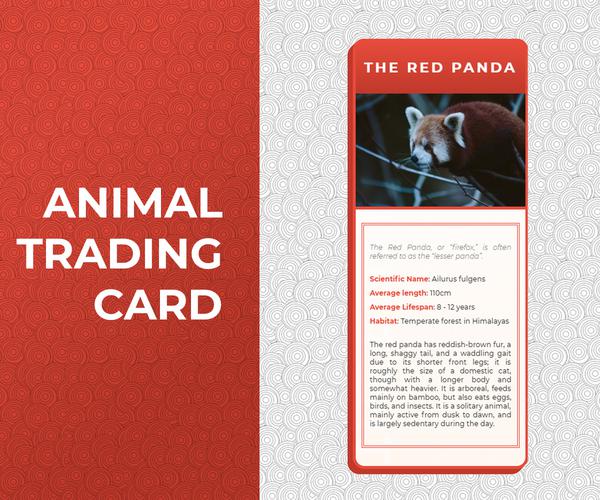 ANIMAL
TRADING
CARD
THE RED PANDA
The Red Panda, or "firefox," is often
referred to as the "lesser panda".
Scientific Name: Ailurus fulgens
Average length: 110cm
Average Lifespan: 8 - 12 years
Habitat: Temperate forest in Himalayas
The red panda has reddish-brown fur, a
long, shaggy tail, and a waddling gait
due to its shorter front legs; it is
roughly the size of a domestic cat,
though with a longer body and
somewhat heavier. It is arboreal, feeds
mainly on bamboo, but also eats eggs,
birds, and insects. It is a solitary animal,
mainly active from dusk to dawn, and
is largely sedentary during the day.